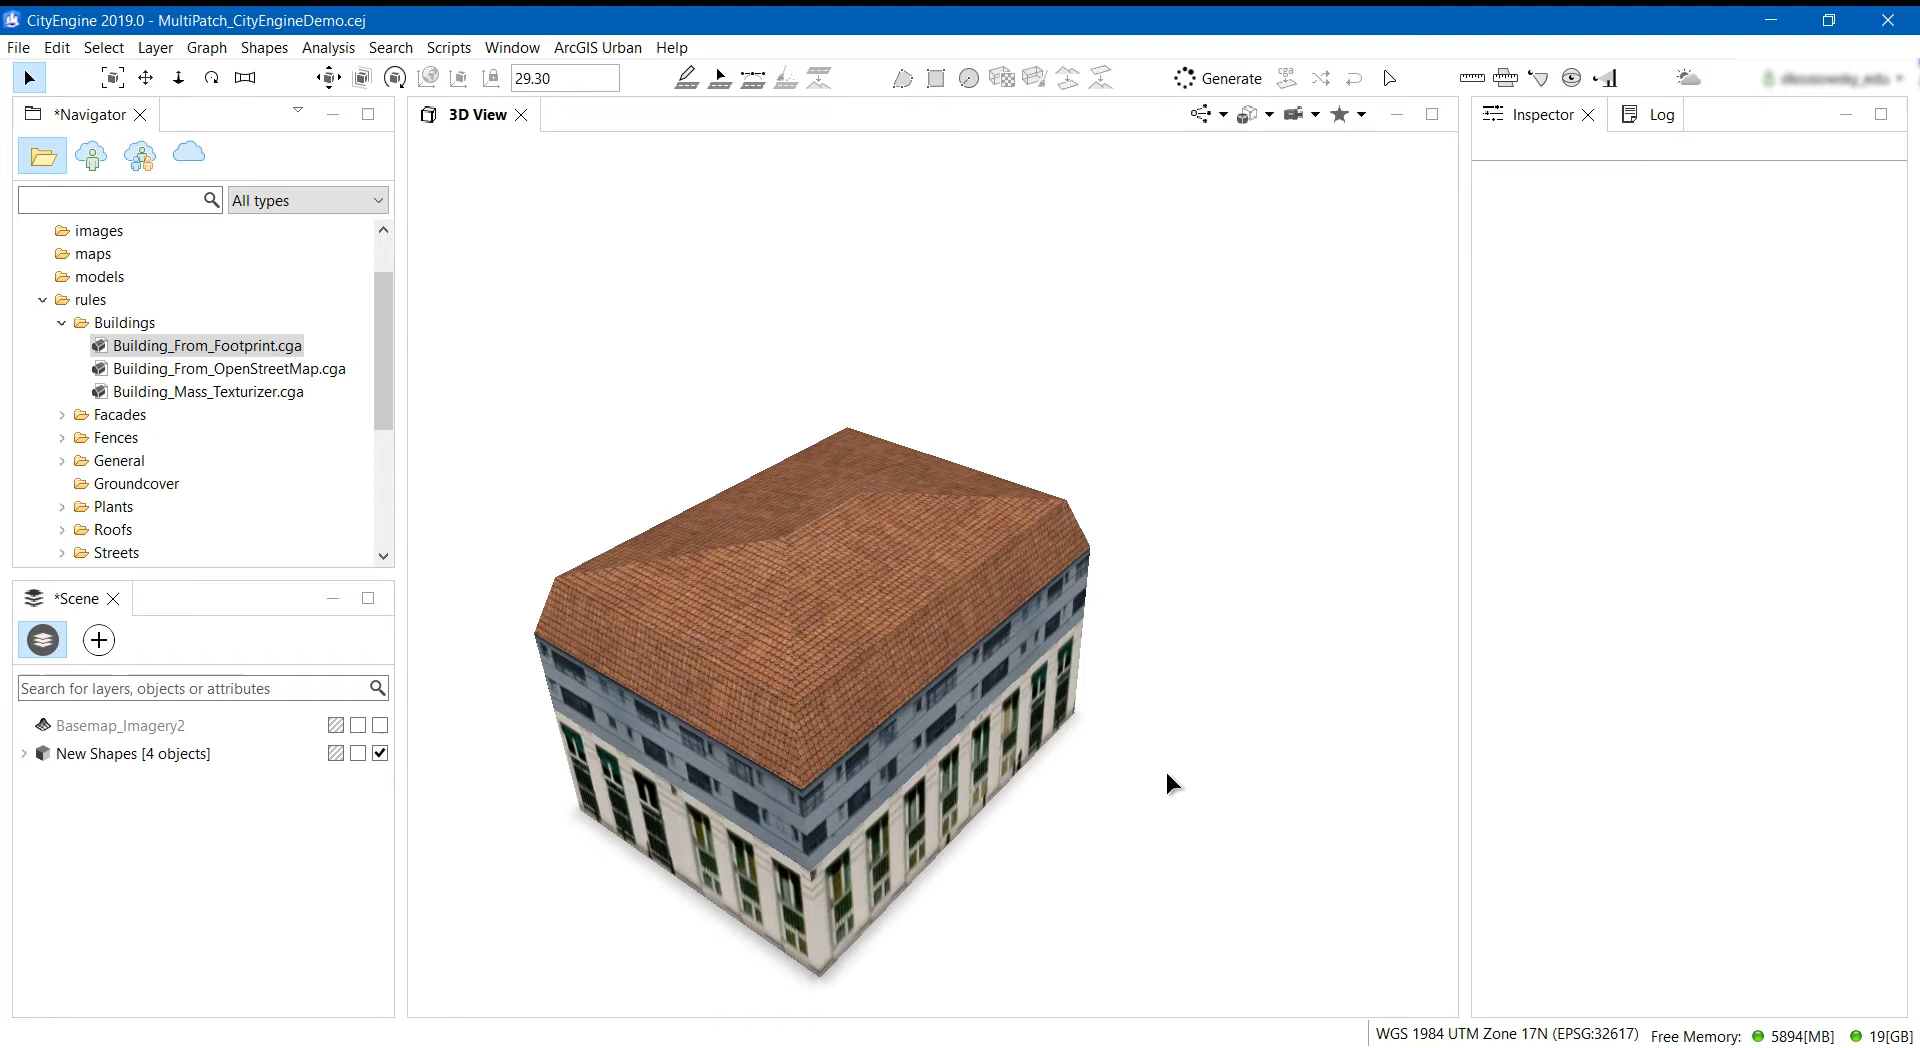 CityEngine 2019.0 - MultiPatch_CityEngineDemo.cej
File Edit Select Layer Graph Shapes Analysis Search Scripts Window ArcGIS Urban Help
29.30
Generate
cga
*Navigator
3D View
Inspector
Log
All types
images
maps
models
rules
Buildings
Building_From_Footprint.cga
Building_From_OpenStreetMap.cga
Building_Mass_Texturizer.cga
Facades
Fences
General
Groundcover
Plants
Roofs
Streets
*Scene
Search for layers, objects or attributes
Basemap_Imagery2
New Shapes [4 objects]
WGS 1984 UTM Zone 17N (EPSG:32617) Free Memory: 5894[MB] 19[GB]